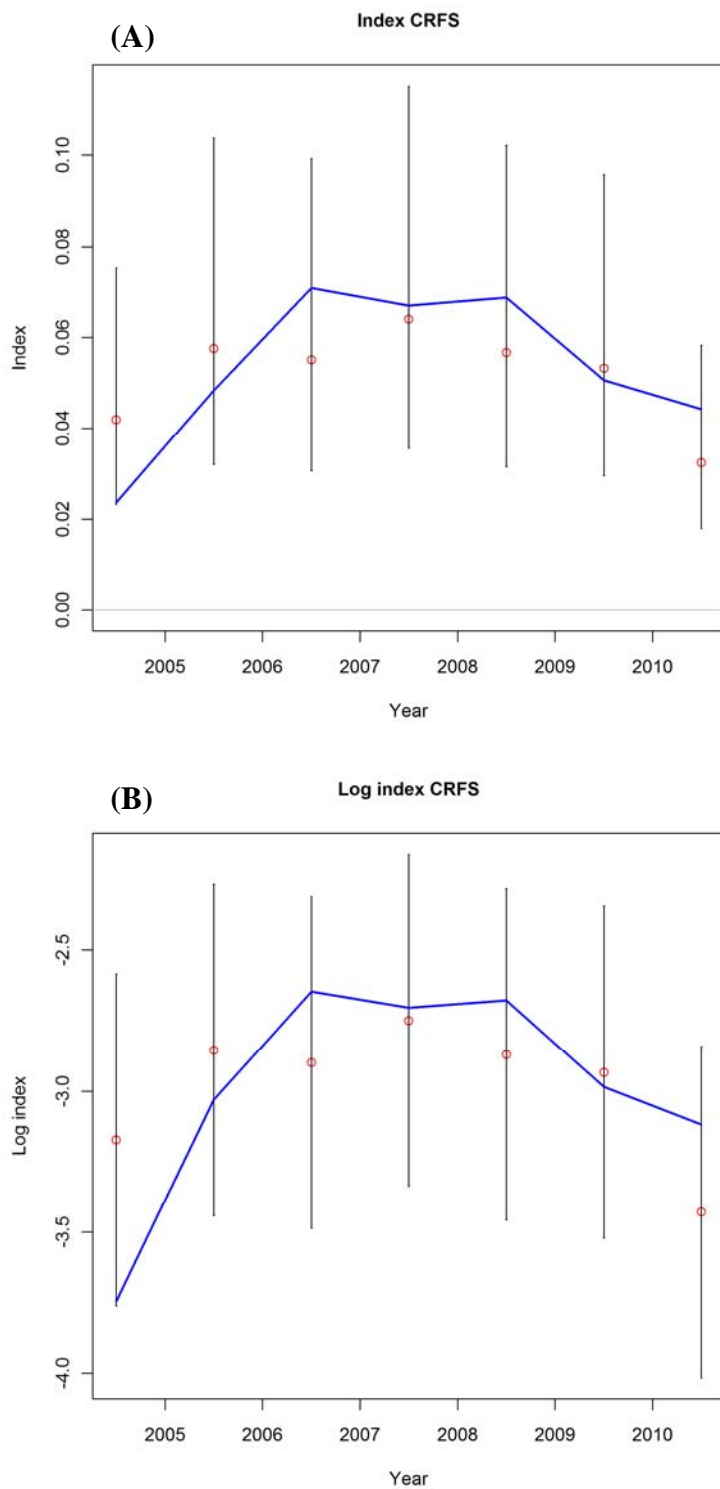 (A)
Index CRFS
Index
0.10
0.08
0.06
0.04
0.02
0.00
2005 2006 2007 2008 2009 2010
Year
(B)
Log index CRFS
Log index
-2.5
-3.0
-3.5
-4.0
2005 2006 2007 2008 2009 2010
Year